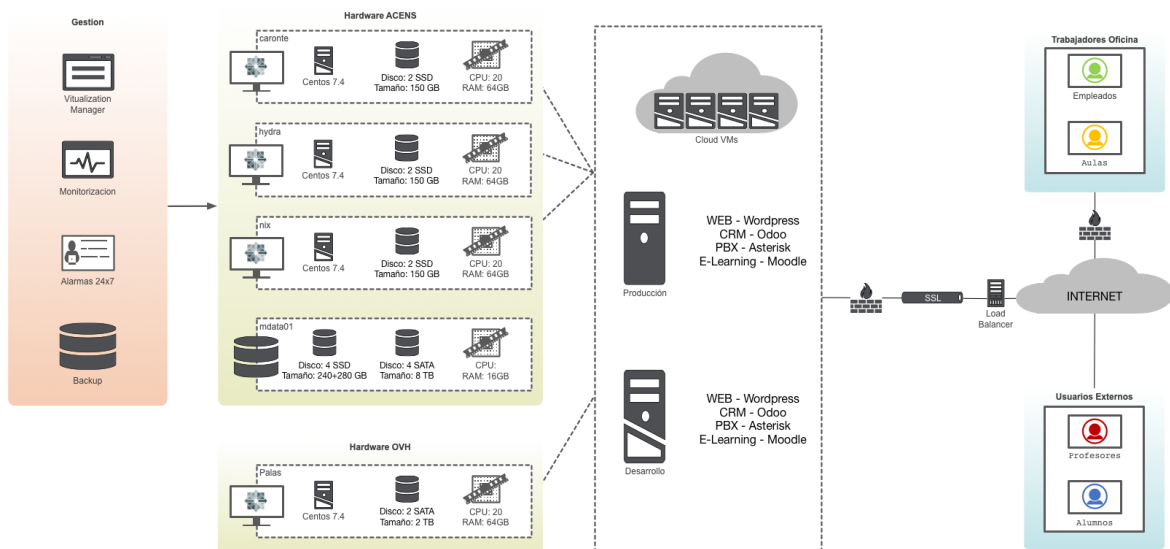 Gestion
Vitualization
Manager
Monitorizacion
Alarmas 24x7
Backup
Hardware ACENS
caronte
Centos 7.4
Disco: 2 SSD
Tamaño: 150 GB
CPU: 20
RAM: 64GB
hydra
Centos 7.4
Disco: 2 SSD
Tamaño: 150 GB
CPU: 20
RAM: 64GB
nix
Centos 7.4
Disco: 2 SSD
Tamaño: 150 GB
CPU: 20
RAM: 64GB
mdata01
Disco: 4 SSD
Tamaño: 240+280 GB
Disco: 4 SATA
Tamaño: 8 TB
CPU:
RAM: 16GB
Hardware OVH
Palas
Centos 7.4
Disco: 2 SATA
Tamaño: 2 TB
CPU: 20
RAM: 64GB
Cloud VMs
Producción
WEB - Wordpress
CRM - Odoo
PBX - Asterisk
E-Learning - Moodle
Desarrollo
WEB - Wordpress
CRM - Odoo
PBX - Asterisk
E-Learning - Moodle
SSL
Load
Balancer
INTERNET
Trabajadores Oficina
Empleados
Aulas
Usuarios Externos
Profesores
Alumnos